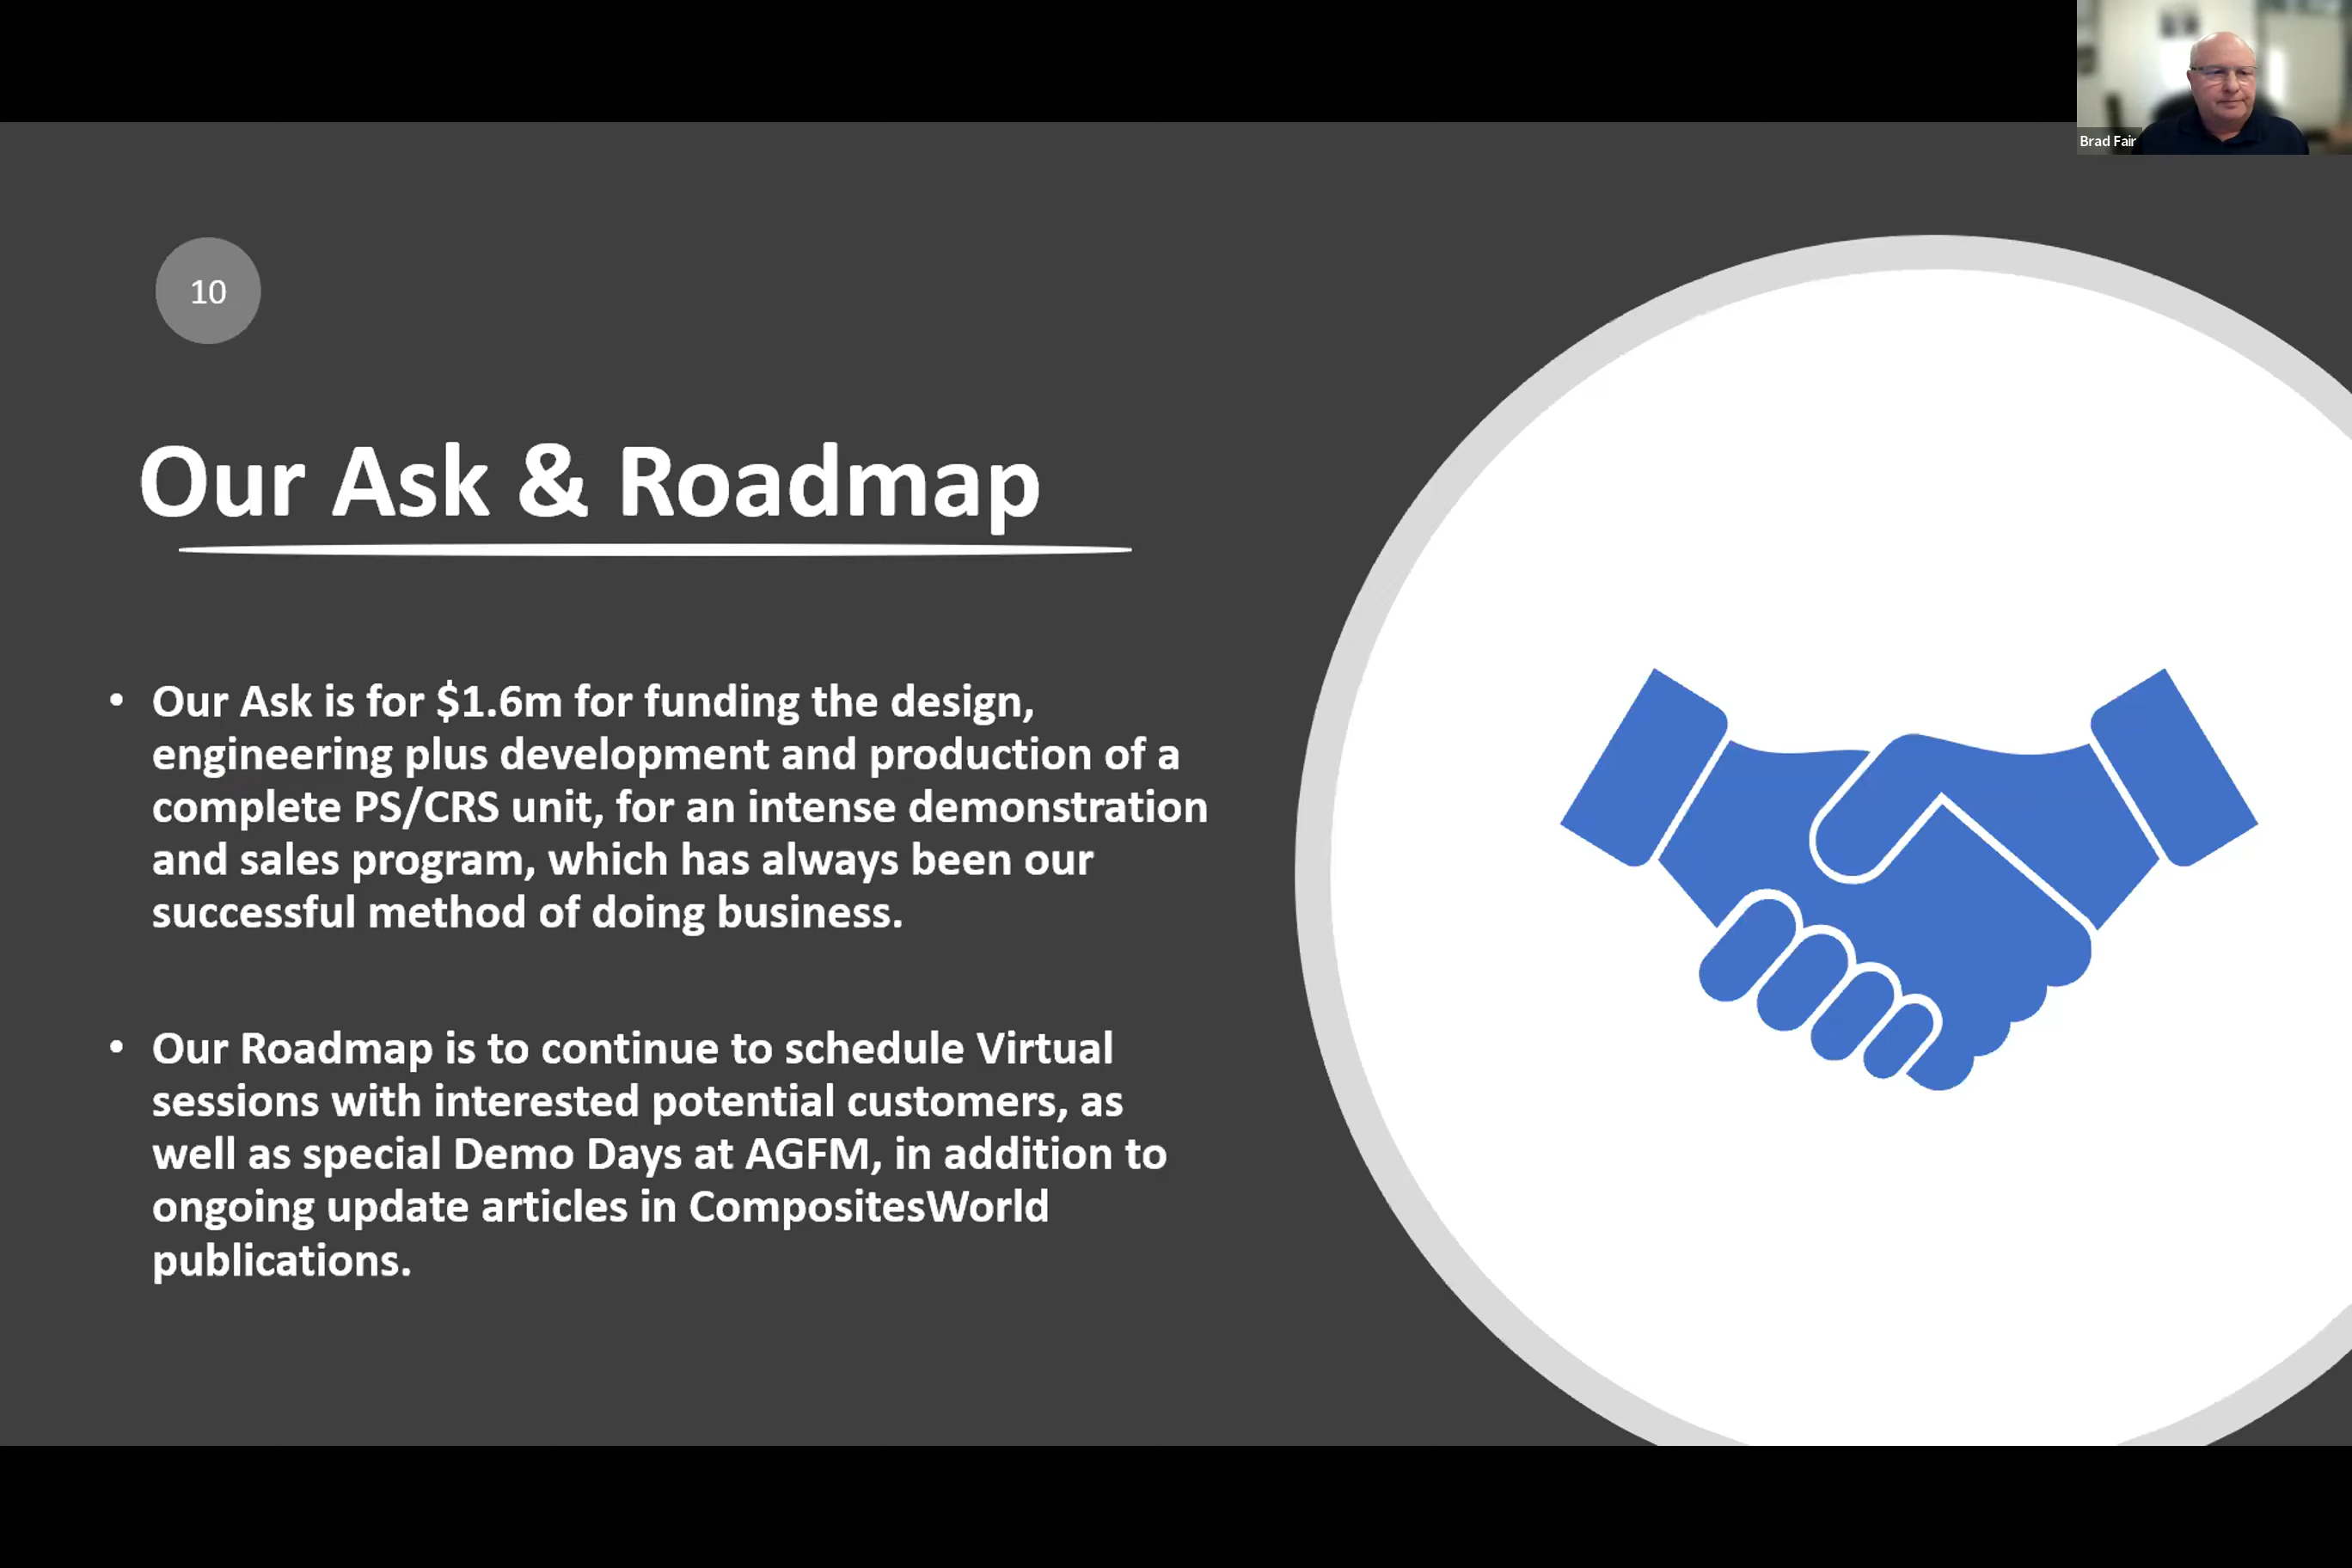 Brad Fair
10
Our Ask & Roadmap
• Our Ask is for $1.6m for funding the design,
engineering plus development and production of a
complete PS/CRS unit, for an intense demonstration
and sales program, which has always been our
successful method of doing business.
• Our Roadmap is to continue to schedule Virtual
sessions with interested potential customers, as
well as special Demo Days at AGFM, in addition to
ongoing update articles in CompositesWorld
publications.